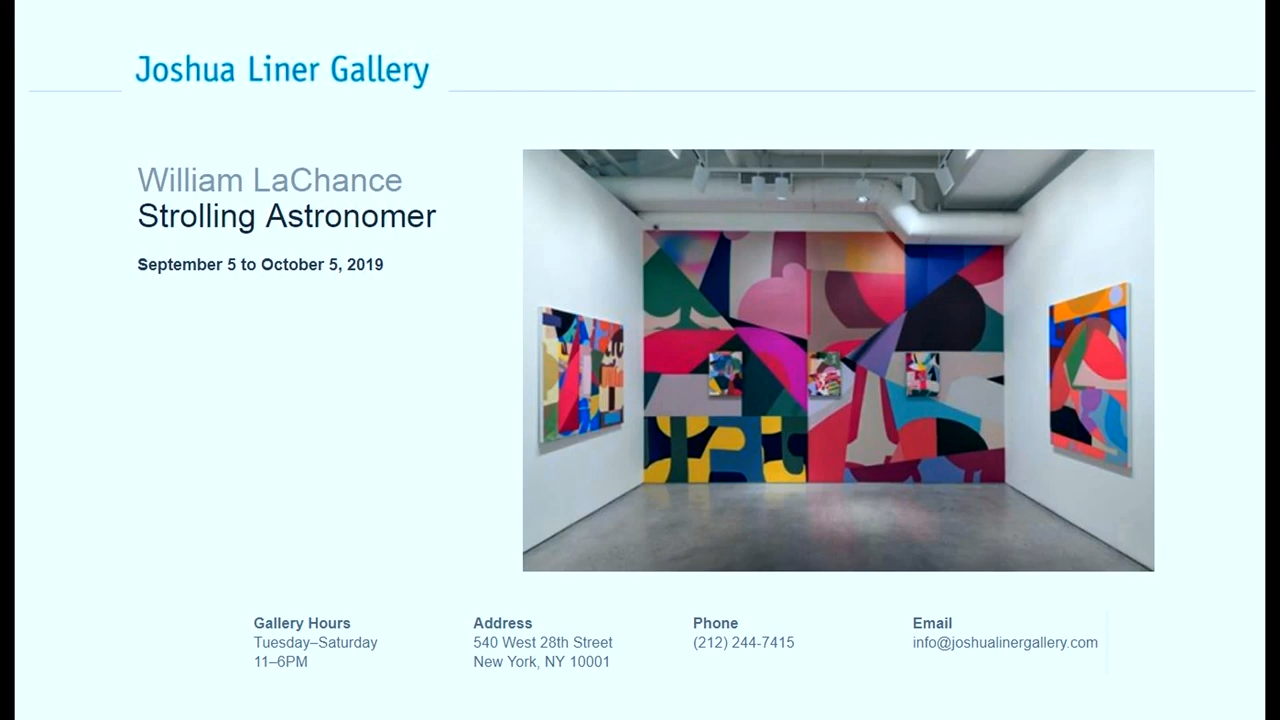 Joshua Liner Gallery
William LaChance
Strolling Astronomer
September 5 to October 5, 2019
Gallery Hours
Tuesday–Saturday
11–6PM
Address
540 West 28th Street
New York, NY 10001
Phone
(212) 244-7415
Email
info@joshualinergallery.com